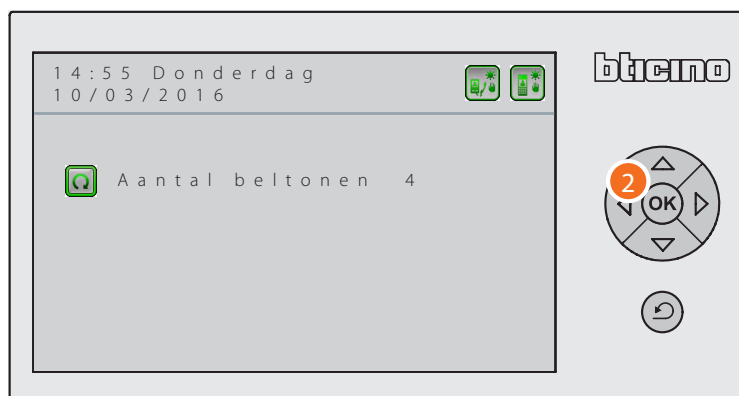 14:55 Donderdag
10/03/2016
bticino
Aantal beltonen 4
2
OK